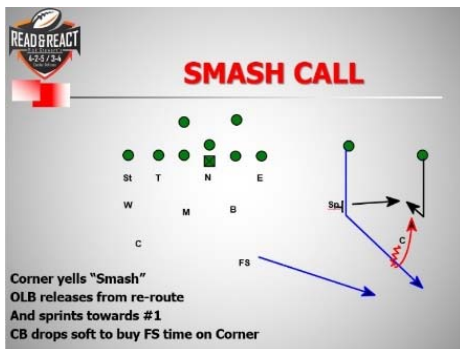 READ&REACT
6-2-5 / 3-4
SMASH CALL
St T N E
W M B Sp
C C
FS
Corner yells “Smash”
OLB releases from re-route
And sprints towards #1
CB drops soft to buy FS time on Corner